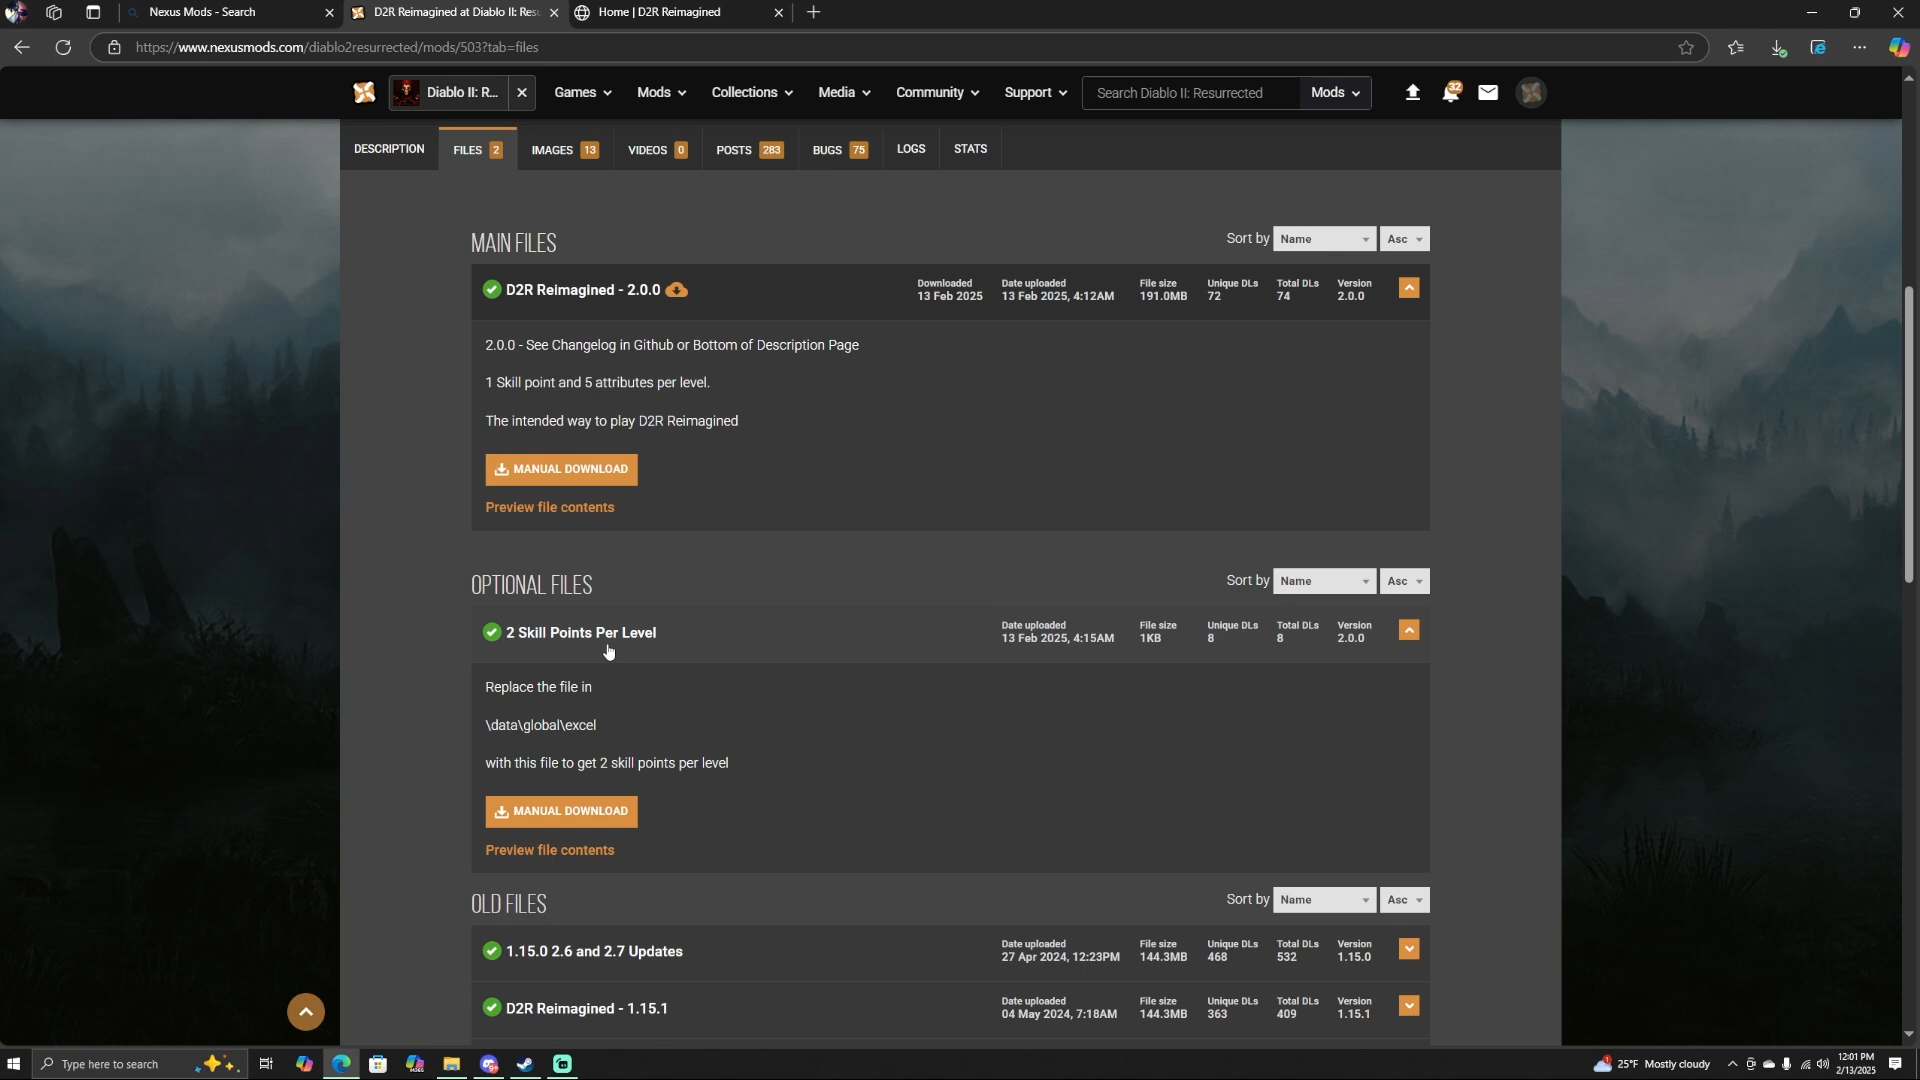 Nexus Mods - Search
D2R Reimagined at Diablo II: Res
Home | D2R Reimagined
https://www.nexusmods.com/diablo2resurrected/mods/503?tab=files
Diablo II: R...
Games
Mods
Collections
Media
Community
Support
Search Diablo II: Resurrected
Mods
32
DESCRIPTION
FILES 2
IMAGES 13
VIDEOS 0
POSTS 283
BUGS 75
LOGS
STATS
MAIN FILES
Sort by Name Asc
D2R Reimagined - 2.0.0
Downloaded Date uploaded File size Unique DLs Total DLs Version
13 Feb 2025 13 Feb 2025, 4:12AM 191.0MB 72 74 2.0.0
2.0.0 - See Changelog in Github or Bottom of Description Page
1 Skill point and 5 attributes per level.
The intended way to play D2R Reimagined
MANUAL DOWNLOAD
Preview file contents
OPTIONAL FILES
Sort by Name Asc
2 Skill Points Per Level
Date uploaded File size Unique DLs Total DLs Version
13 Feb 2025, 4:15AM 1KB 8 8 2.0.0
Replace the file in
\data\global\excel
with this file to get 2 skill points per level
MANUAL DOWNLOAD
Preview file contents
OLD FILES
Sort by Name Asc
1.15.0 2.6 and 2.7 Updates
Date uploaded File size Unique DLs Total DLs Version
27 Apr 2024, 12:23PM 144.3MB 468 532 1.15.0
D2R Reimagined - 1.15.1
Date uploaded File size Unique DLs Total DLs Version
04 May 2024, 7:18AM 144.3MB 363 409 1.15.1
Type here to search
25°F Mostly cloudy
12:01 PM
2/13/2025